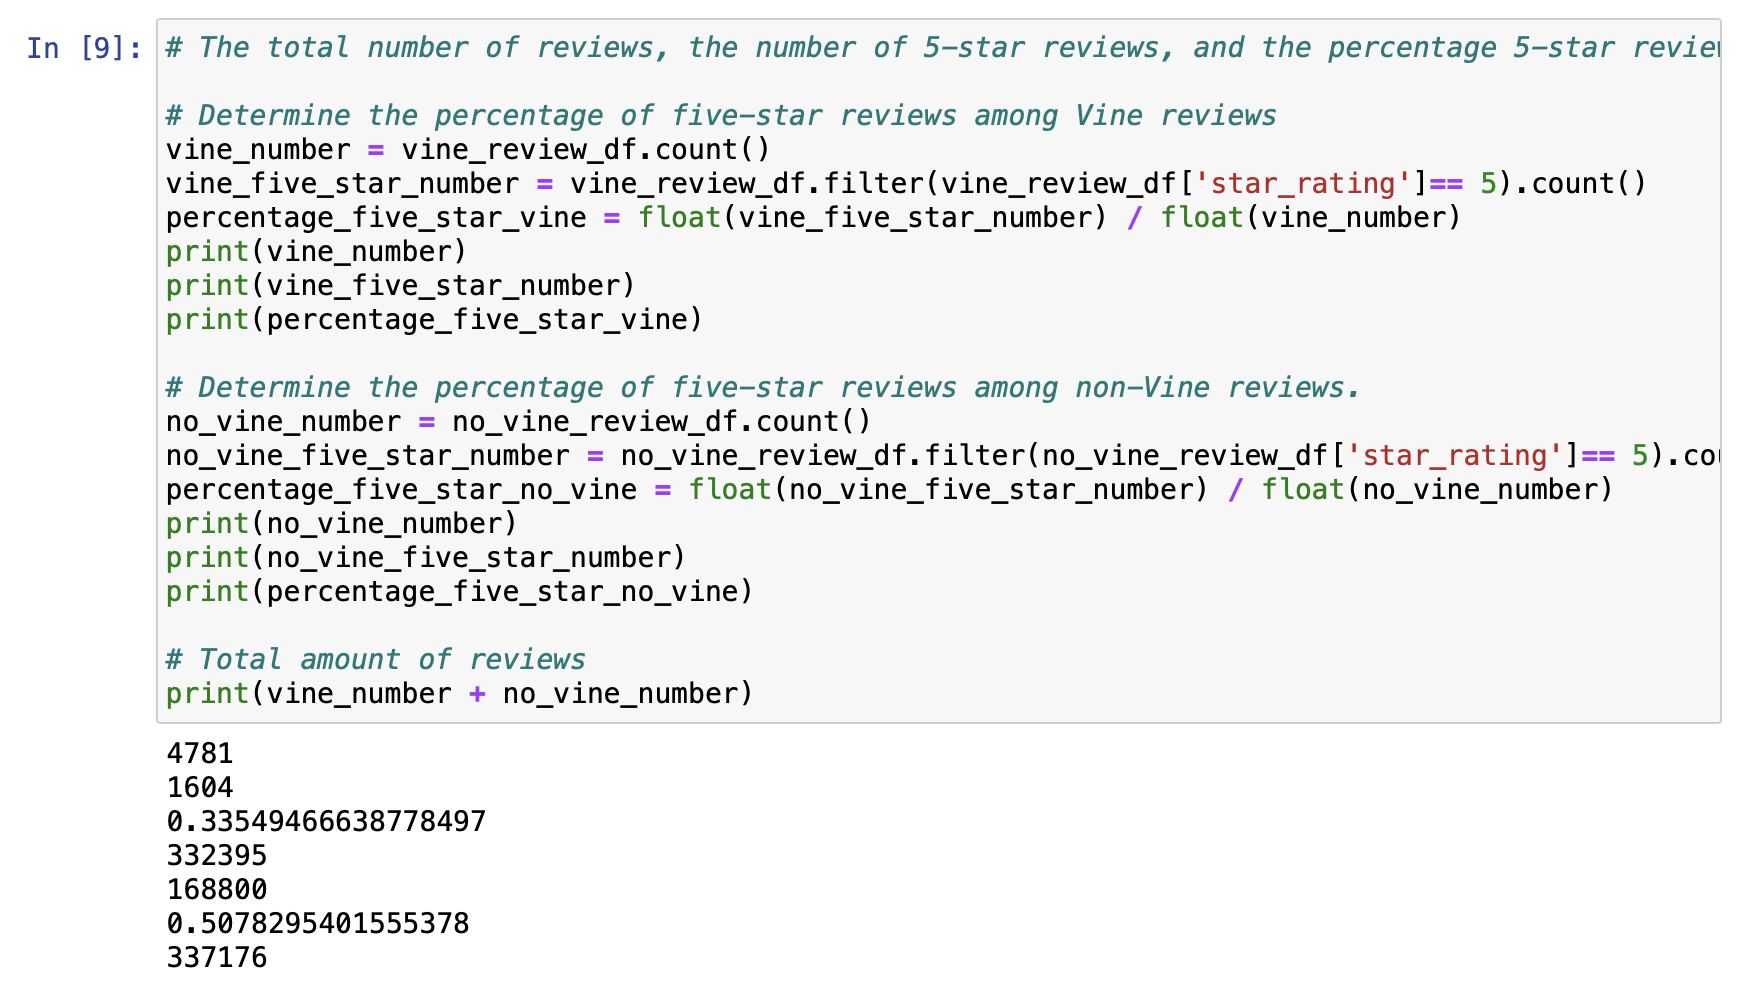 In [9]:
# The total number of reviews, the number of 5-star reviews, and the percentage 5-star
# Determine the percentage of five-star reviews among Vine reviews
vine_number = vine_review_df.count()
vine_five_star_number = vine_review_df.filter(vine_review_df['star_rating']== 5).count()
percentage_five_star_vine = float(vine_five_star_number) / float(vine_number)
print(vine_number)
print(vine_five_star_number)
print(percentage_five_star_vine)
# Determine the percentage of five-star reviews among non-Vine reviews.
no_vine_number = no_vine_review_df.count()
no_vine_five_star_number = no_vine_review_df.filter(no_vine_review_df['star_rating']== 5).co
percentage_five_star_no_vine = float(no_vine_five_star_number) / float(no_vine_number)
print(no_vine_number)
print(no_vine_five_star_number)
print(percentage_five_star_no_vine)
# Total amount of reviews
print(vine_number + no_vine_number)
4781
1604
0.33549466638778497
332395
168800
0.5078295401555378
337176